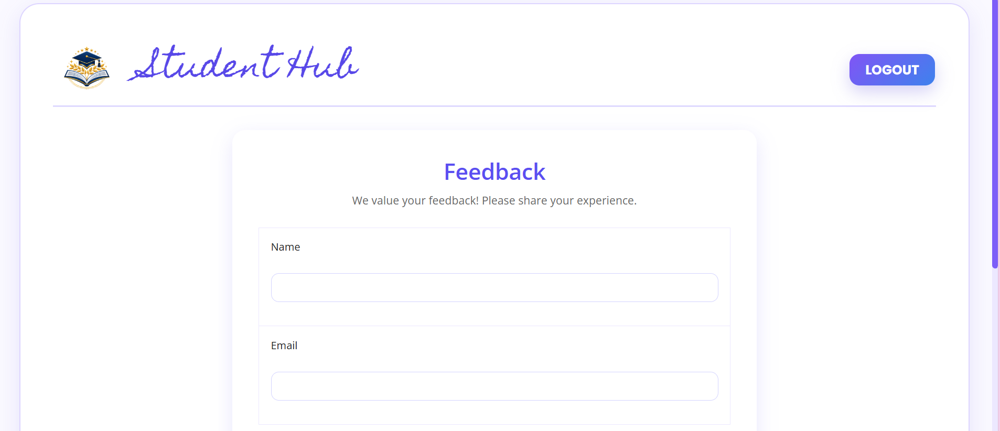 Student Hub
LOGOUT
Feedback
We value your feedback! Please share your experience.
Name
Email